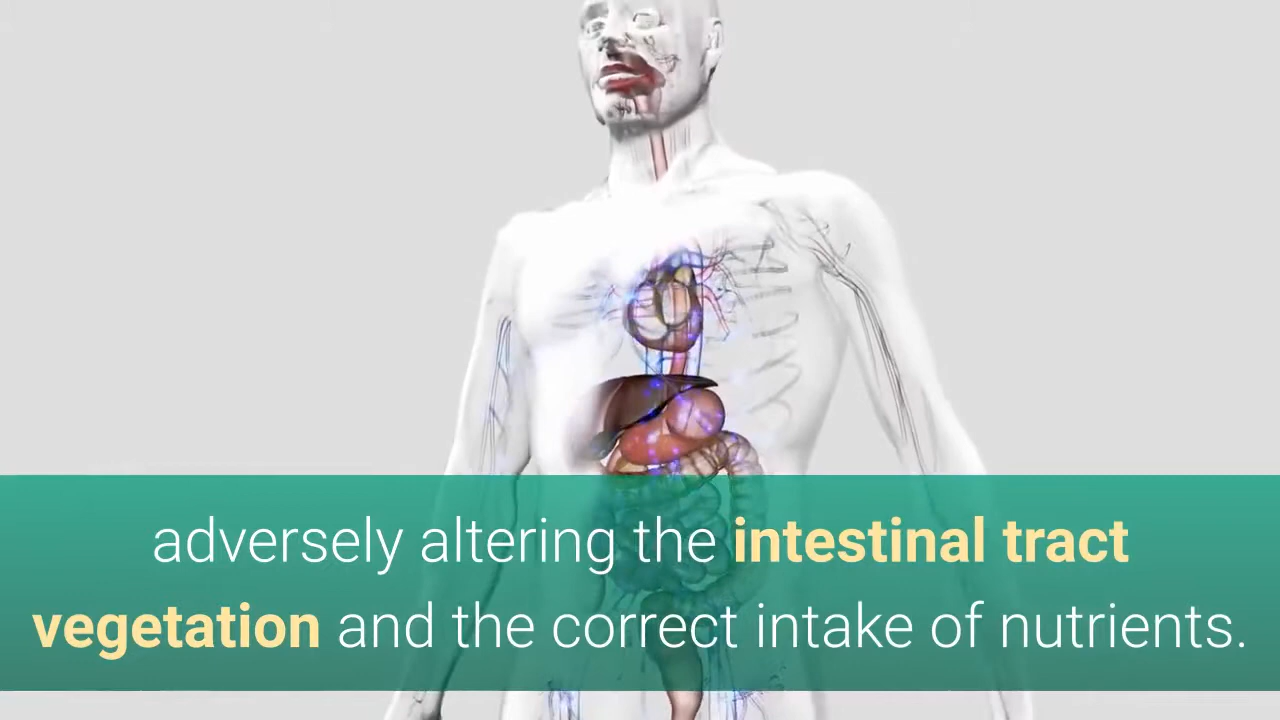 adversely altering the intestinal tract
vegetation and the correct intake of nutrients.